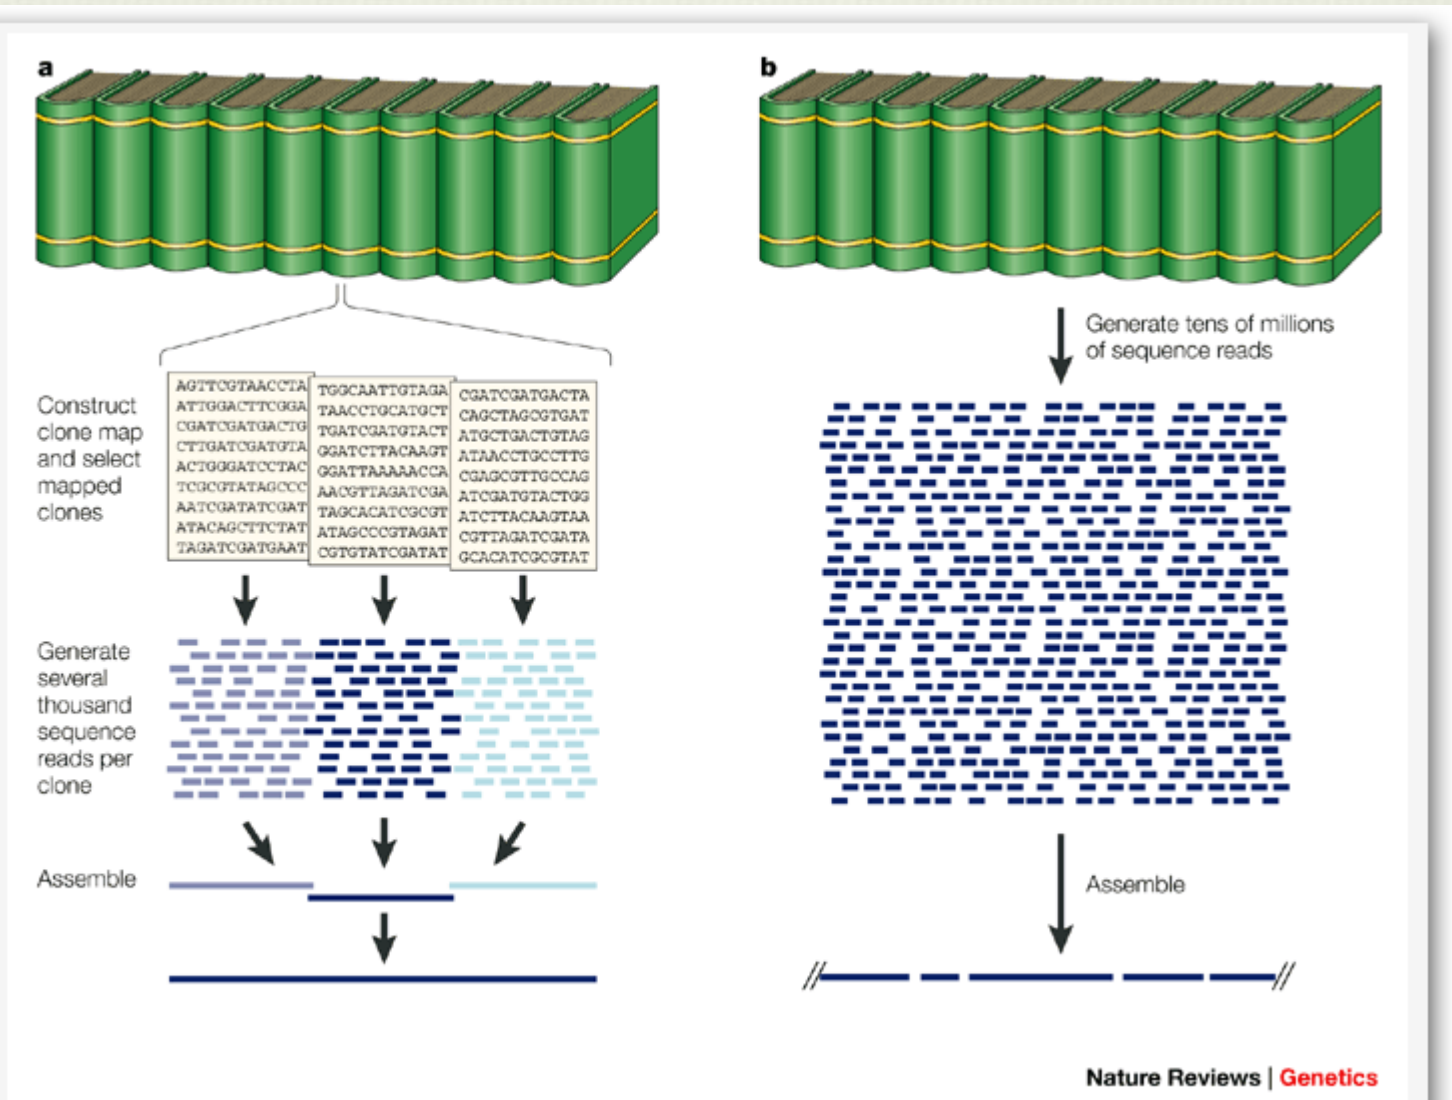 a
Construct
clone map
and select
mapped
clones
AGTTCGTAACCTA
ATTGGACTTCGGA
CGATCGATGACTG
CTTGATCGATGTA
ACTGGGATCCTAC
TCGCGTATAGCCC
AATCGATATCGAT
ATACAGCTTCTAT
TAGATCGATGAAT
TGGCAATTGTAGA
TAACCTGCATGCT
TGATCGATGTACT
GGATCTTACAAGT
GGATTAAAAACCA
AACGTTAGATCGA
TAGCACATCGCGT
ATAGCCCGTAGAT
CGTGTATCGATAT
CGATCGATGACTA
CAGCTAGCGTGAT
ATGCTGACTGTAG
ATAACCTGCCTTG
CGAGCGTTGCCAG
ATCGATGTACTGG
ATCTTACAAGTAA
CGTTAGATCGATA
GCACATCGCGTAT
Generate
several
thousand
sequence
reads per
clone
Assemble
b
Generate tens of millions
of sequence reads
Assemble
Nature Reviews | Genetics